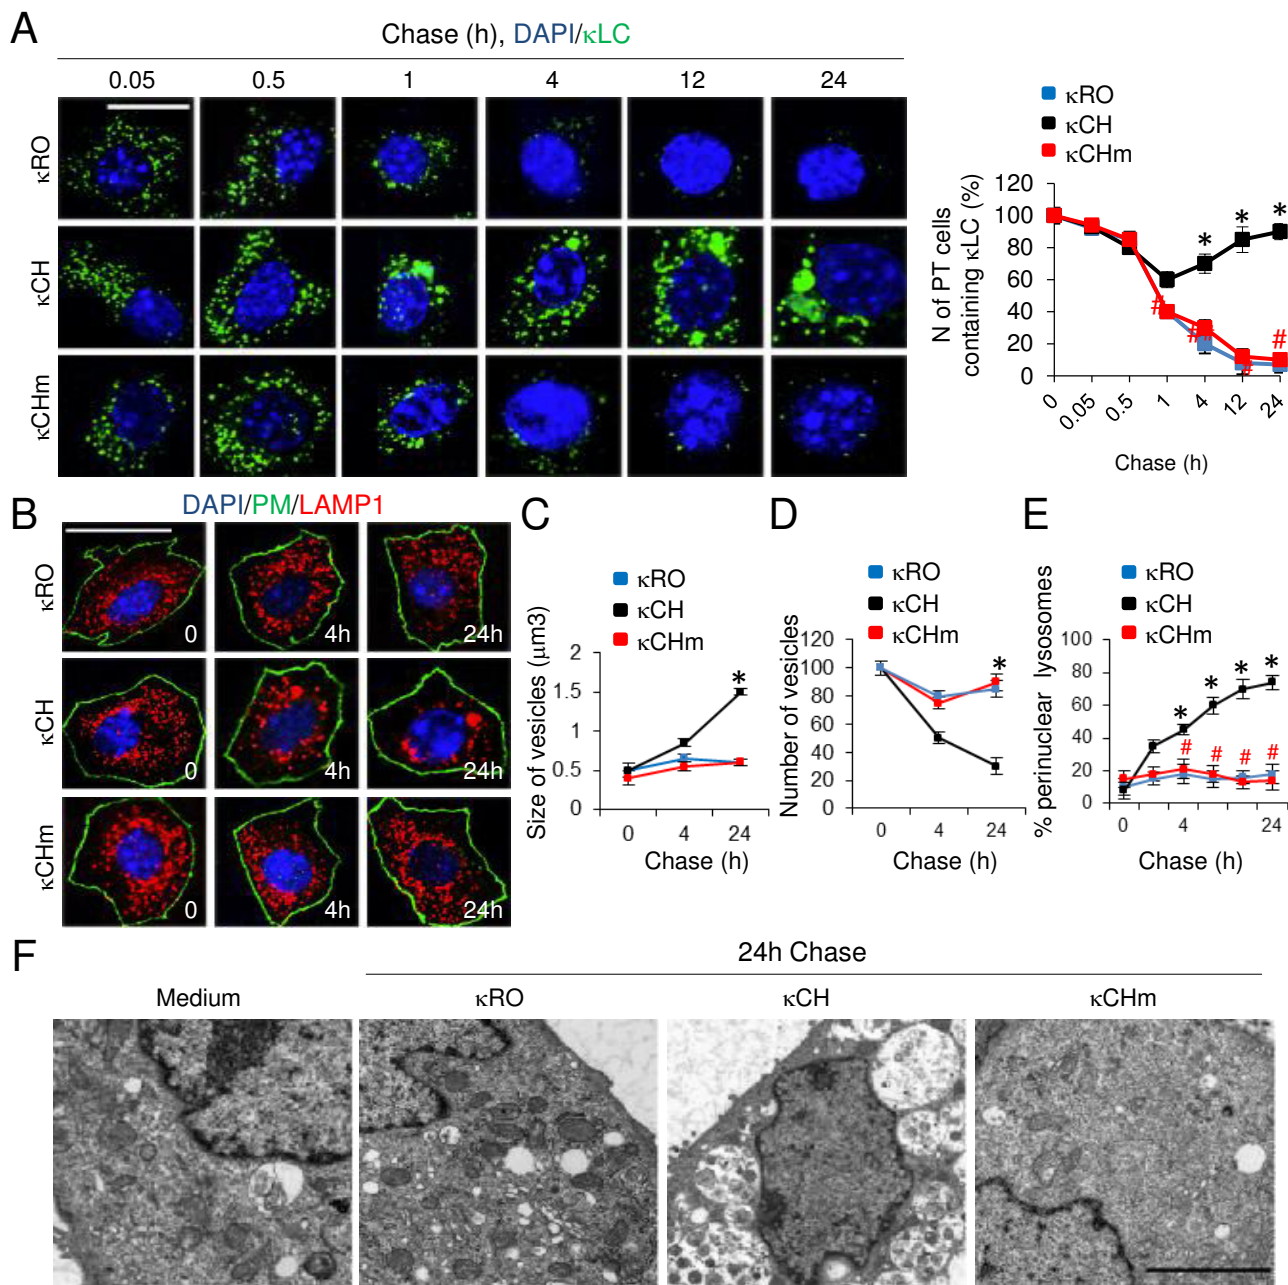 A
Chase (h), DAPI/κLC
0.05 0.5 1 4 12 24
κRO
κCH
κCHm
κRO
κCH
κCHm
N of PT cells
containing κLC (%)
120
100
80
60
40
20
0
* * *
# # # # #
0 0.05 0.5 1 4 12 24
Chase (h)
B
DAPI/PM/LAMP1
κRO
0 4h 24h
κCH
0 4h 24h
κCHm
0 4h 24h
C
κRO
κCH
κCHm
Size of vesicles (μm3)
2
1.5
1
0.5
0
*
0 4 24
Chase (h)
D
κRO
κCH
κCHm
Number of vesicles
120
100
80
60
40
20
0
*
0 4 24
Chase (h)
E
κRO
κCH
κCHm
% perinuclear lysosomes
100
80
60
40
20
0
* * * *
# # # #
0 4 24
Chase (h)
F
24h Chase
Medium κRO κCH κCHm